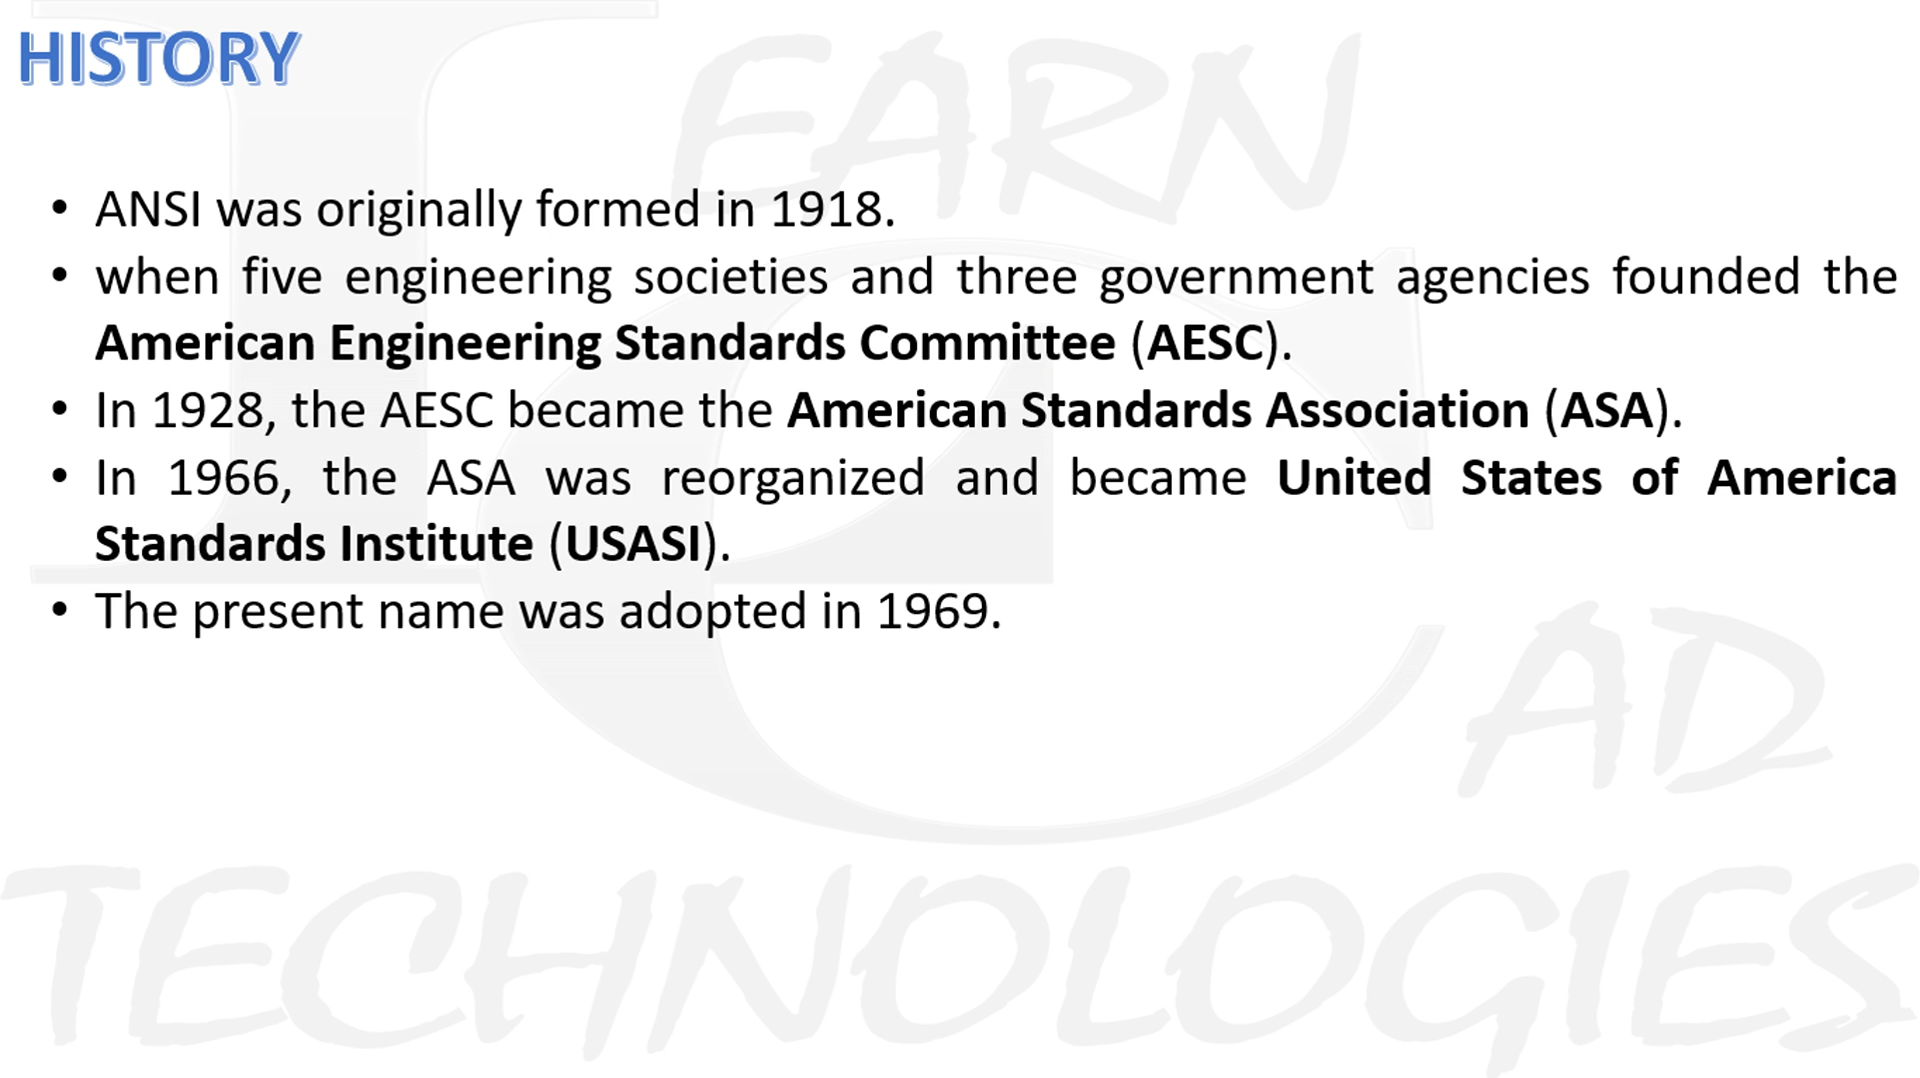 HISTORY
• ANSI was originally formed in 1918.
• when five engineering societies and three government agencies founded the
American Engineering Standards Committee (AESC).
• In 1928, the AESC became the American Standards Association (ASA).
• In 1966, the ASA was reorganized and became United States of America
Standards Institute (USASI).
• The present name was adopted in 1969.
LEARN
CAD
TECHNOLOGIES